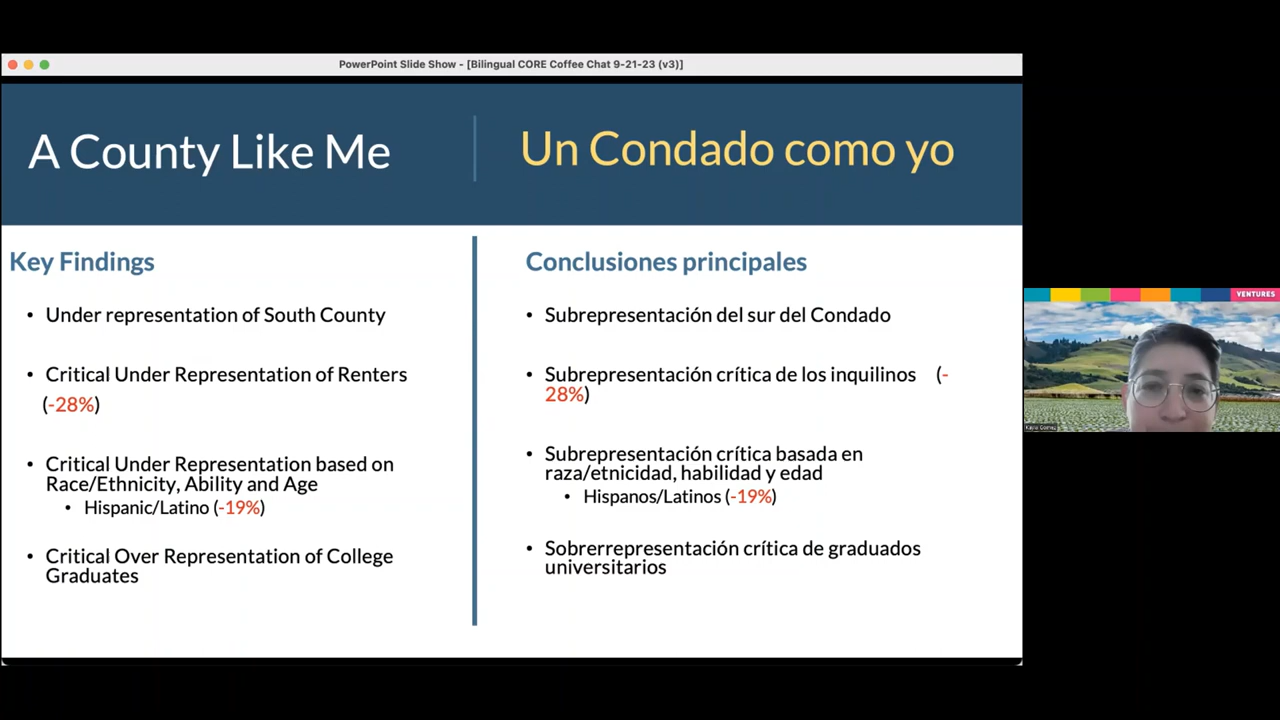 PowerPoint Slide Show - [Bilingual CORE Coffee Chat 9-21-23 (v3)]
A County Like Me
Un Condado como yo
Key Findings
• Under representation of South County
• Critical Under Representation of Renters
(-28%)
• Critical Under Representation based on
Race/Ethnicity, Ability and Age
• Hispanic/Latino (-19%)
• Critical Over Representation of College
Graduates
Conclusiones principales
• Subrepresentación del sur del Condado
• Subrepresentación crítica de los inquilinos (-
28%)
• Subrepresentación crítica basada en
raza/etnicidad, habilidad y edad
• Hispanos/Latinos (-19%)
• Sobrerrepresentación crítica de graduados
universitarios
VENTURES